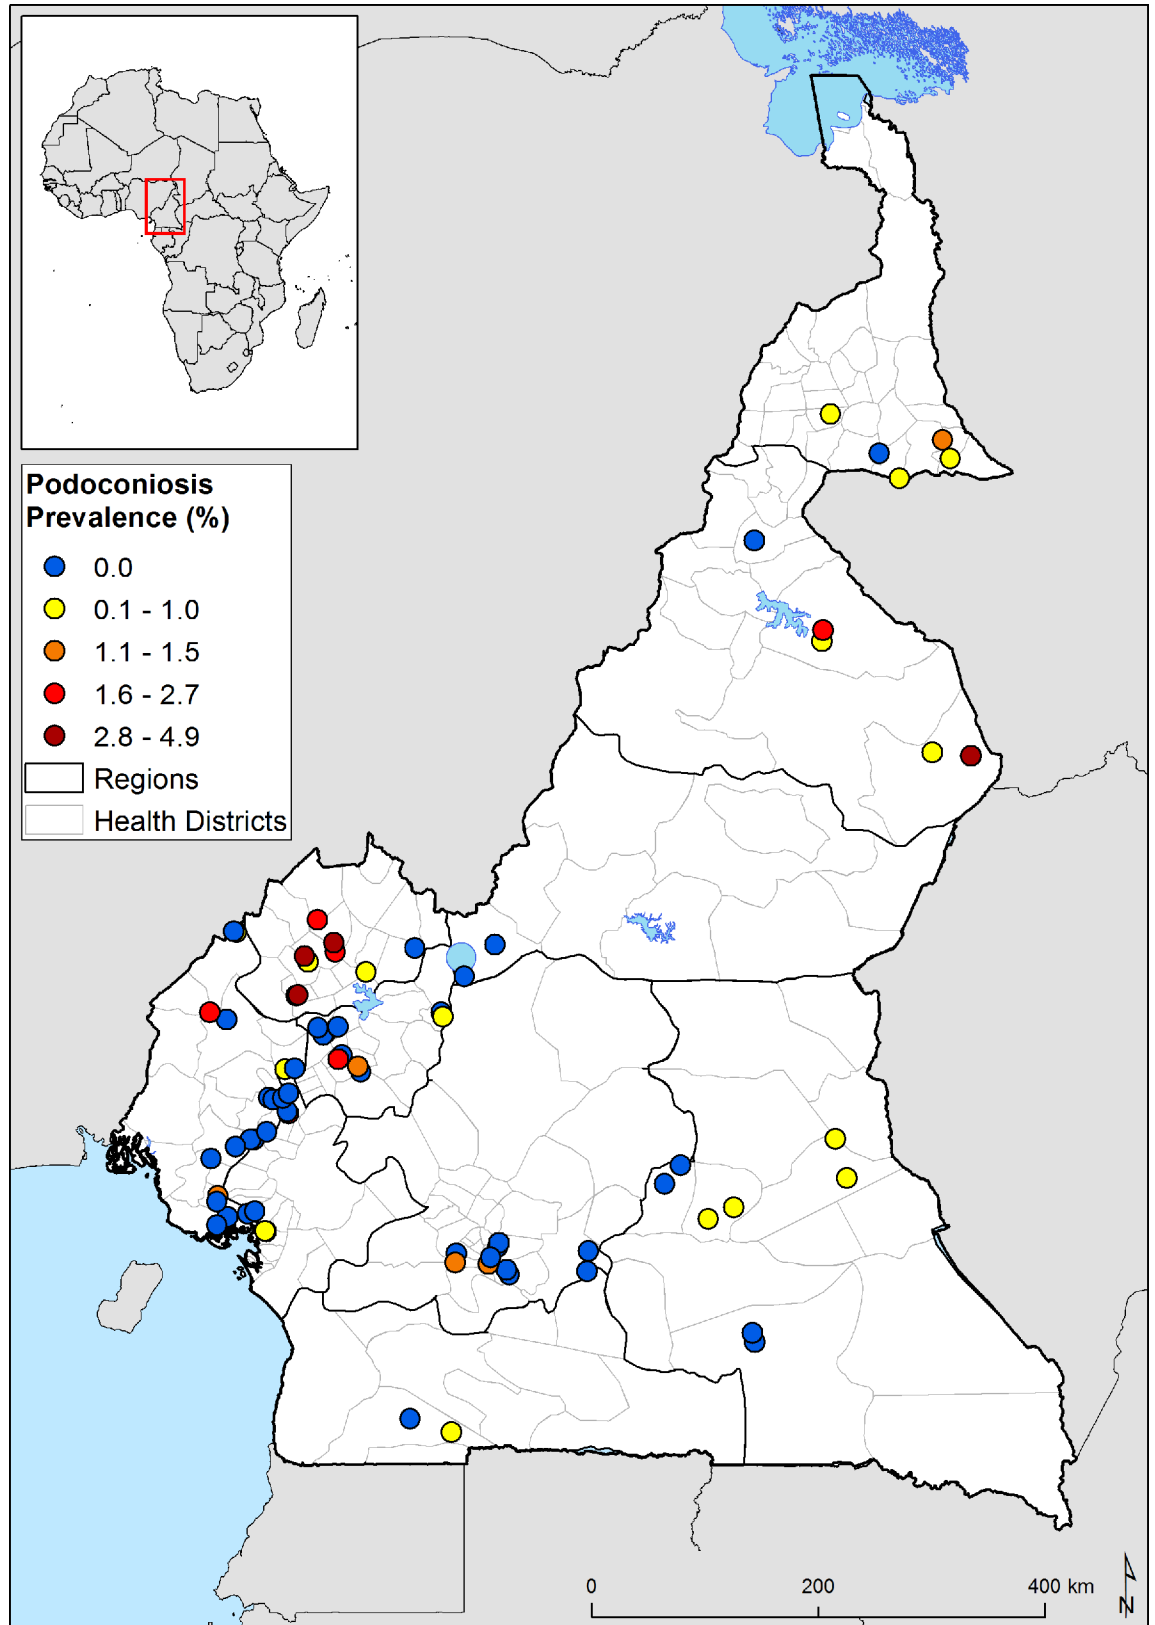 Podoconiosis
Prevalence (%)
0.0
0.1 - 1.0
1.1 - 1.5
1.6 - 2.7
2.8 - 4.9
Regions
Health Districts
0 200 400 km
N